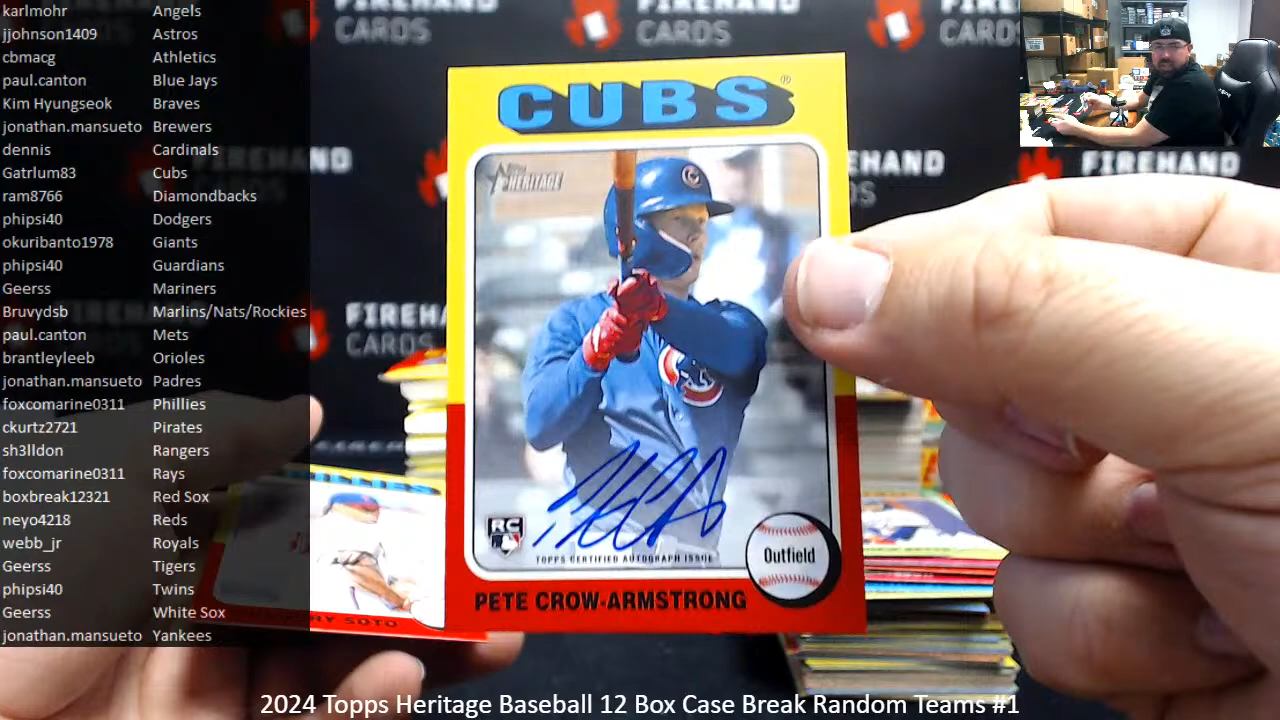 karlmohr Angels
jjohnson1409 Astros
cbmacg Athletics
paul.canton Blue Jays
Kim Hyungseok Braves
jonathan.mansueto Brewers
dennis Cardinals
Gatrlum83 Cubs
ram8766 Diamondbacks
phipsi40 Dodgers
okuribanto1978 Giants
phipsi40 Guardians
Geerss Mariners
Bruvydsb Marlins/Nats/Rockies
paul.canton Mets
brantleyleeb Orioles
jonathan.mansueto Padres
foxcomarine0311 Phillies
ckurtz2721 Pirates
sh3lldon Rangers
foxcomarine0311 Rays
boxbreak12321 Red Sox
neyo4218 Reds
webb_jr Royals
Geerss Tigers
phipsi40 Twins
Geerss White Sox
jonathan.mansueto Yankees
FIREHAND
CARDS
FIREHAND
CARDS
CUBS
Topps
HERITAGE
RC
TOPPS CERTIFIED AUTOGRAPH ISSUE
Outfield
PETE CROW-ARMSTRONG
SOTO
2024 Topps Heritage Baseball 12 Box Case Break Random Teams #1